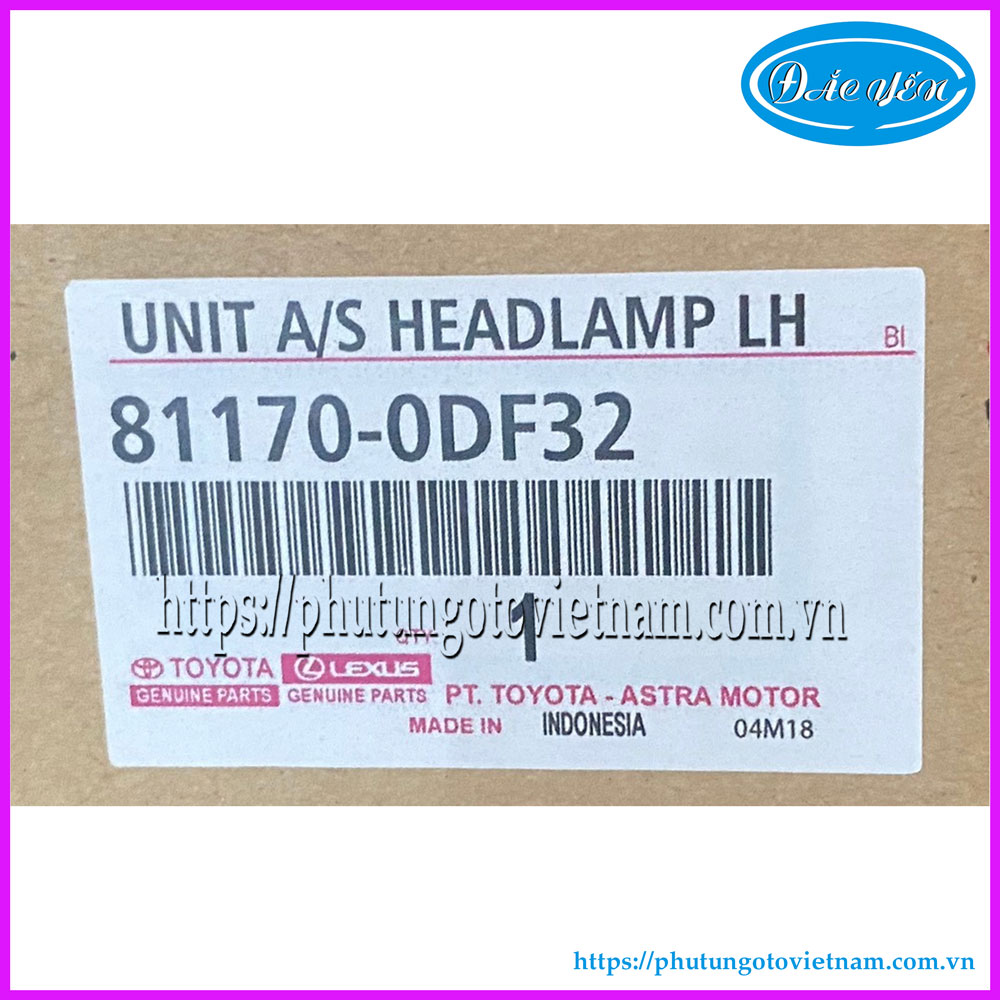 ĐẮC YẾN
UNIT A/S HEADLAMP LH
BI
81170-0DF32
https://phutungotovietnam.com.vn
QTY. 1
TOYOTA LEXUS
GENUINE PARTS GENUINE PARTS PT. TOYOTA - ASTRA MOTOR
MADE IN INDONESIA 04M18
https://phutungotovietnam.com.vn